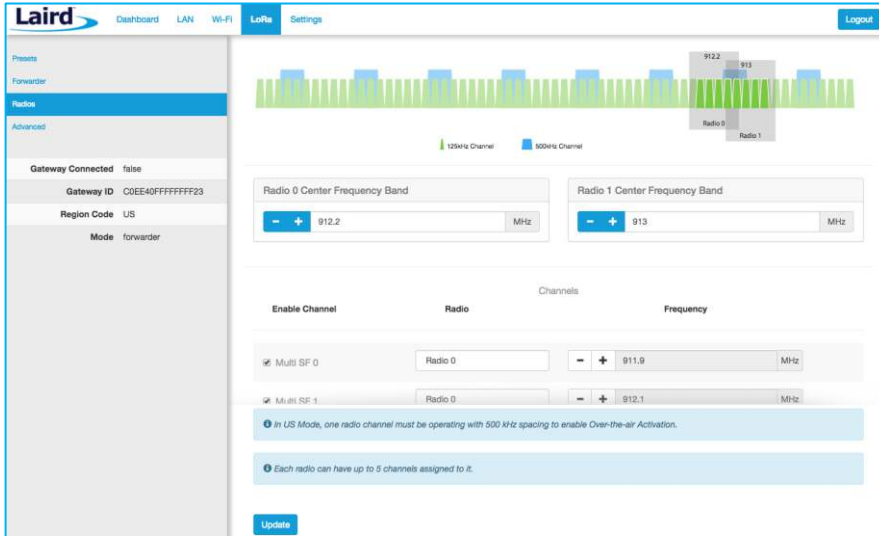 Laird
Dashboard LAN Wi-Fi LoRa Settings Logout
Presets
Forwarder
Radios
Advanced
Gateway Connected false
Gateway ID C0EE40FFFFFFFF23
Region Code US
Mode forwarder
912.2
913
Radio 0
Radio 1
125kHz Channel 500kHz Channel
Radio 0 Center Frequency Band Radio 1 Center Frequency Band
- + 912.2 MHz - + 913 MHz
Channels
Enable Channel Radio Frequency
Multi SF 0 Radio 0 - + 911.9 MHz
Multi SF 1 Radio 0 - + 912.1 MHz
In US Mode, one radio channel must be operating with 500 kHz spacing to enable Over-the-air Activation.
Each radio can have up to 5 channels assigned to it.
Update